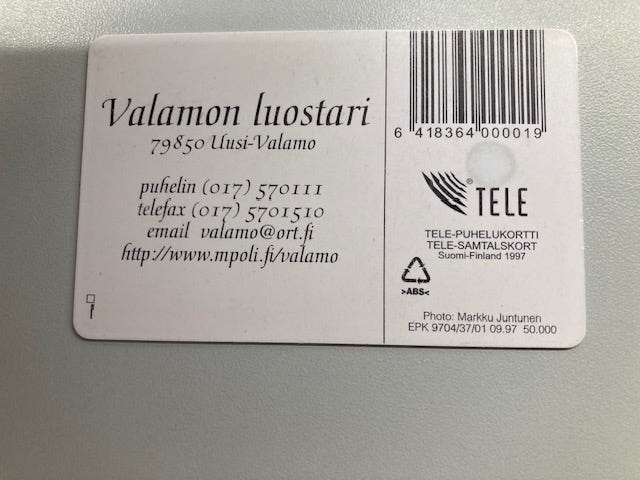 Valamon luostari
79850 Uusi-Valamo
puhelin (017) 570111
telefax (017) 5701510
email valamo@ort.fi
http://www.mpoli.fi/valamo
6 418364 000019
® TELE
TELE-PUHELUKORTTI
TELE-SAMTALSKORT
Suomi-Finland 1997
>ABS<
Photo: Markku Juntunen
EPK 9704/37/01 09.97 50.000